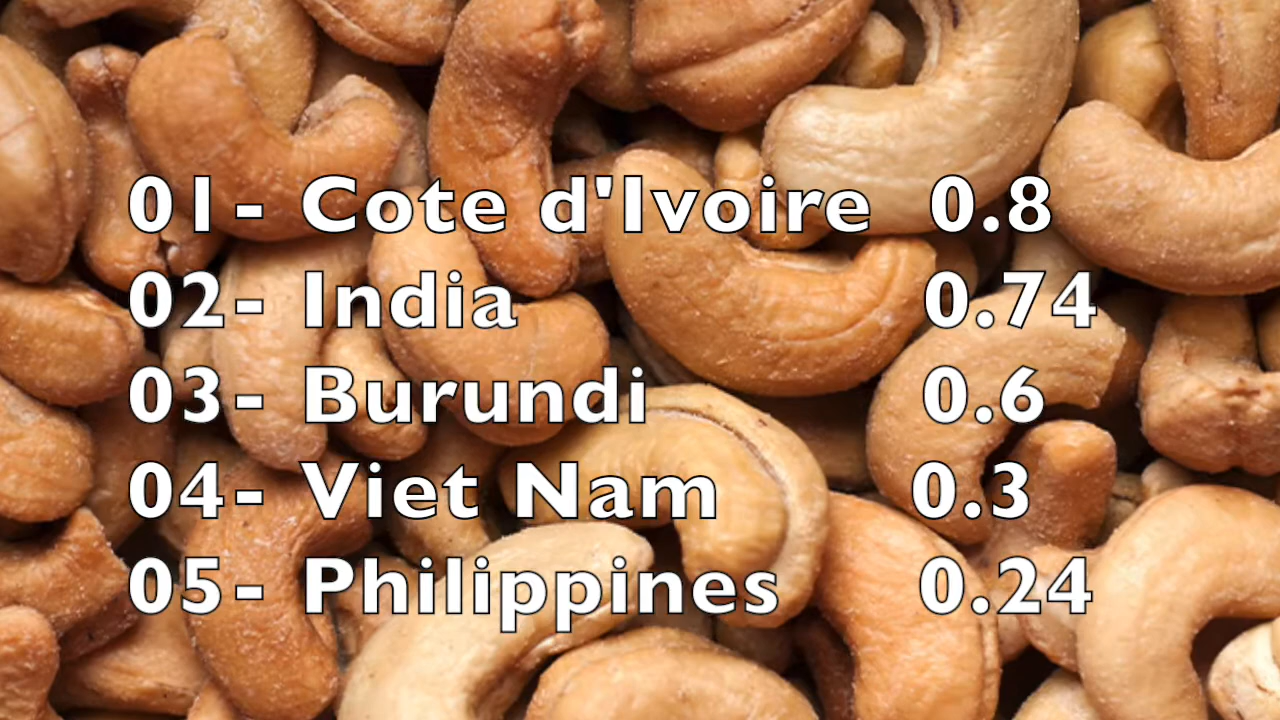 01- Cote d'Ivoire 0.8
02- India 0.74
03- Burundi 0.6
04- Viet Nam 0.3
05- Philippines 0.24